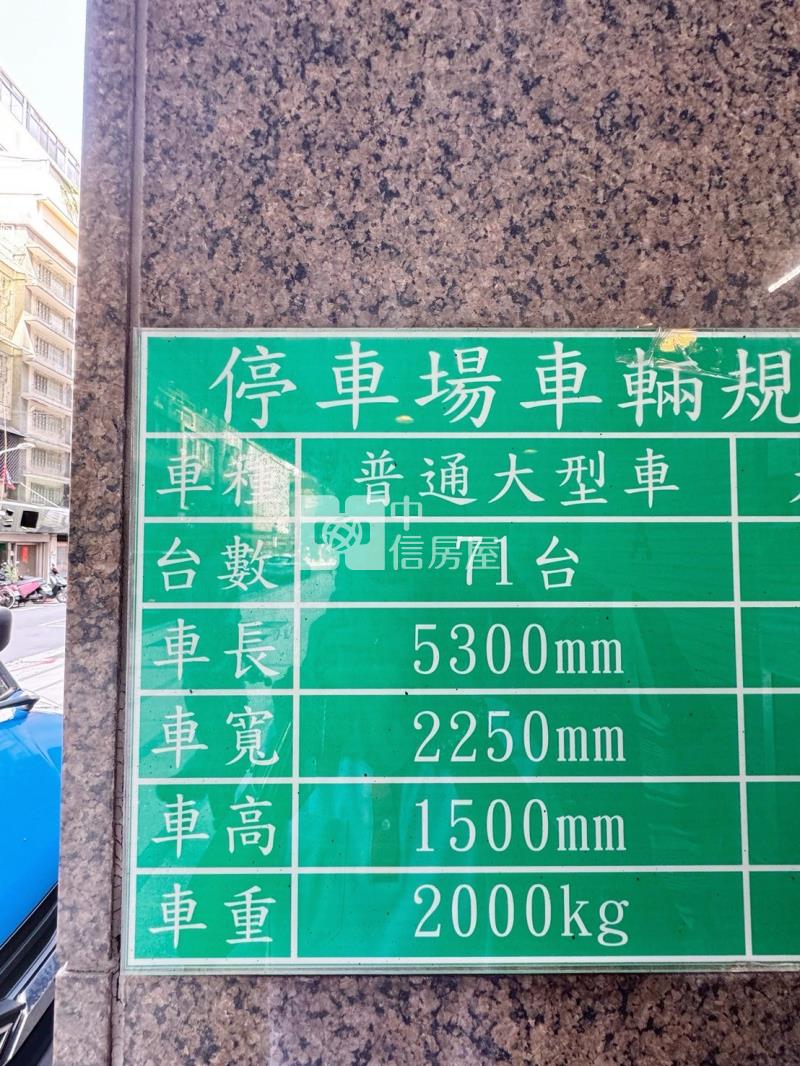 停車場車輛規
車種 普通大型車
台數 71台
車長 5300mm
車寬 2250mm
車高 1500mm
車重 2000kg
中信房屋